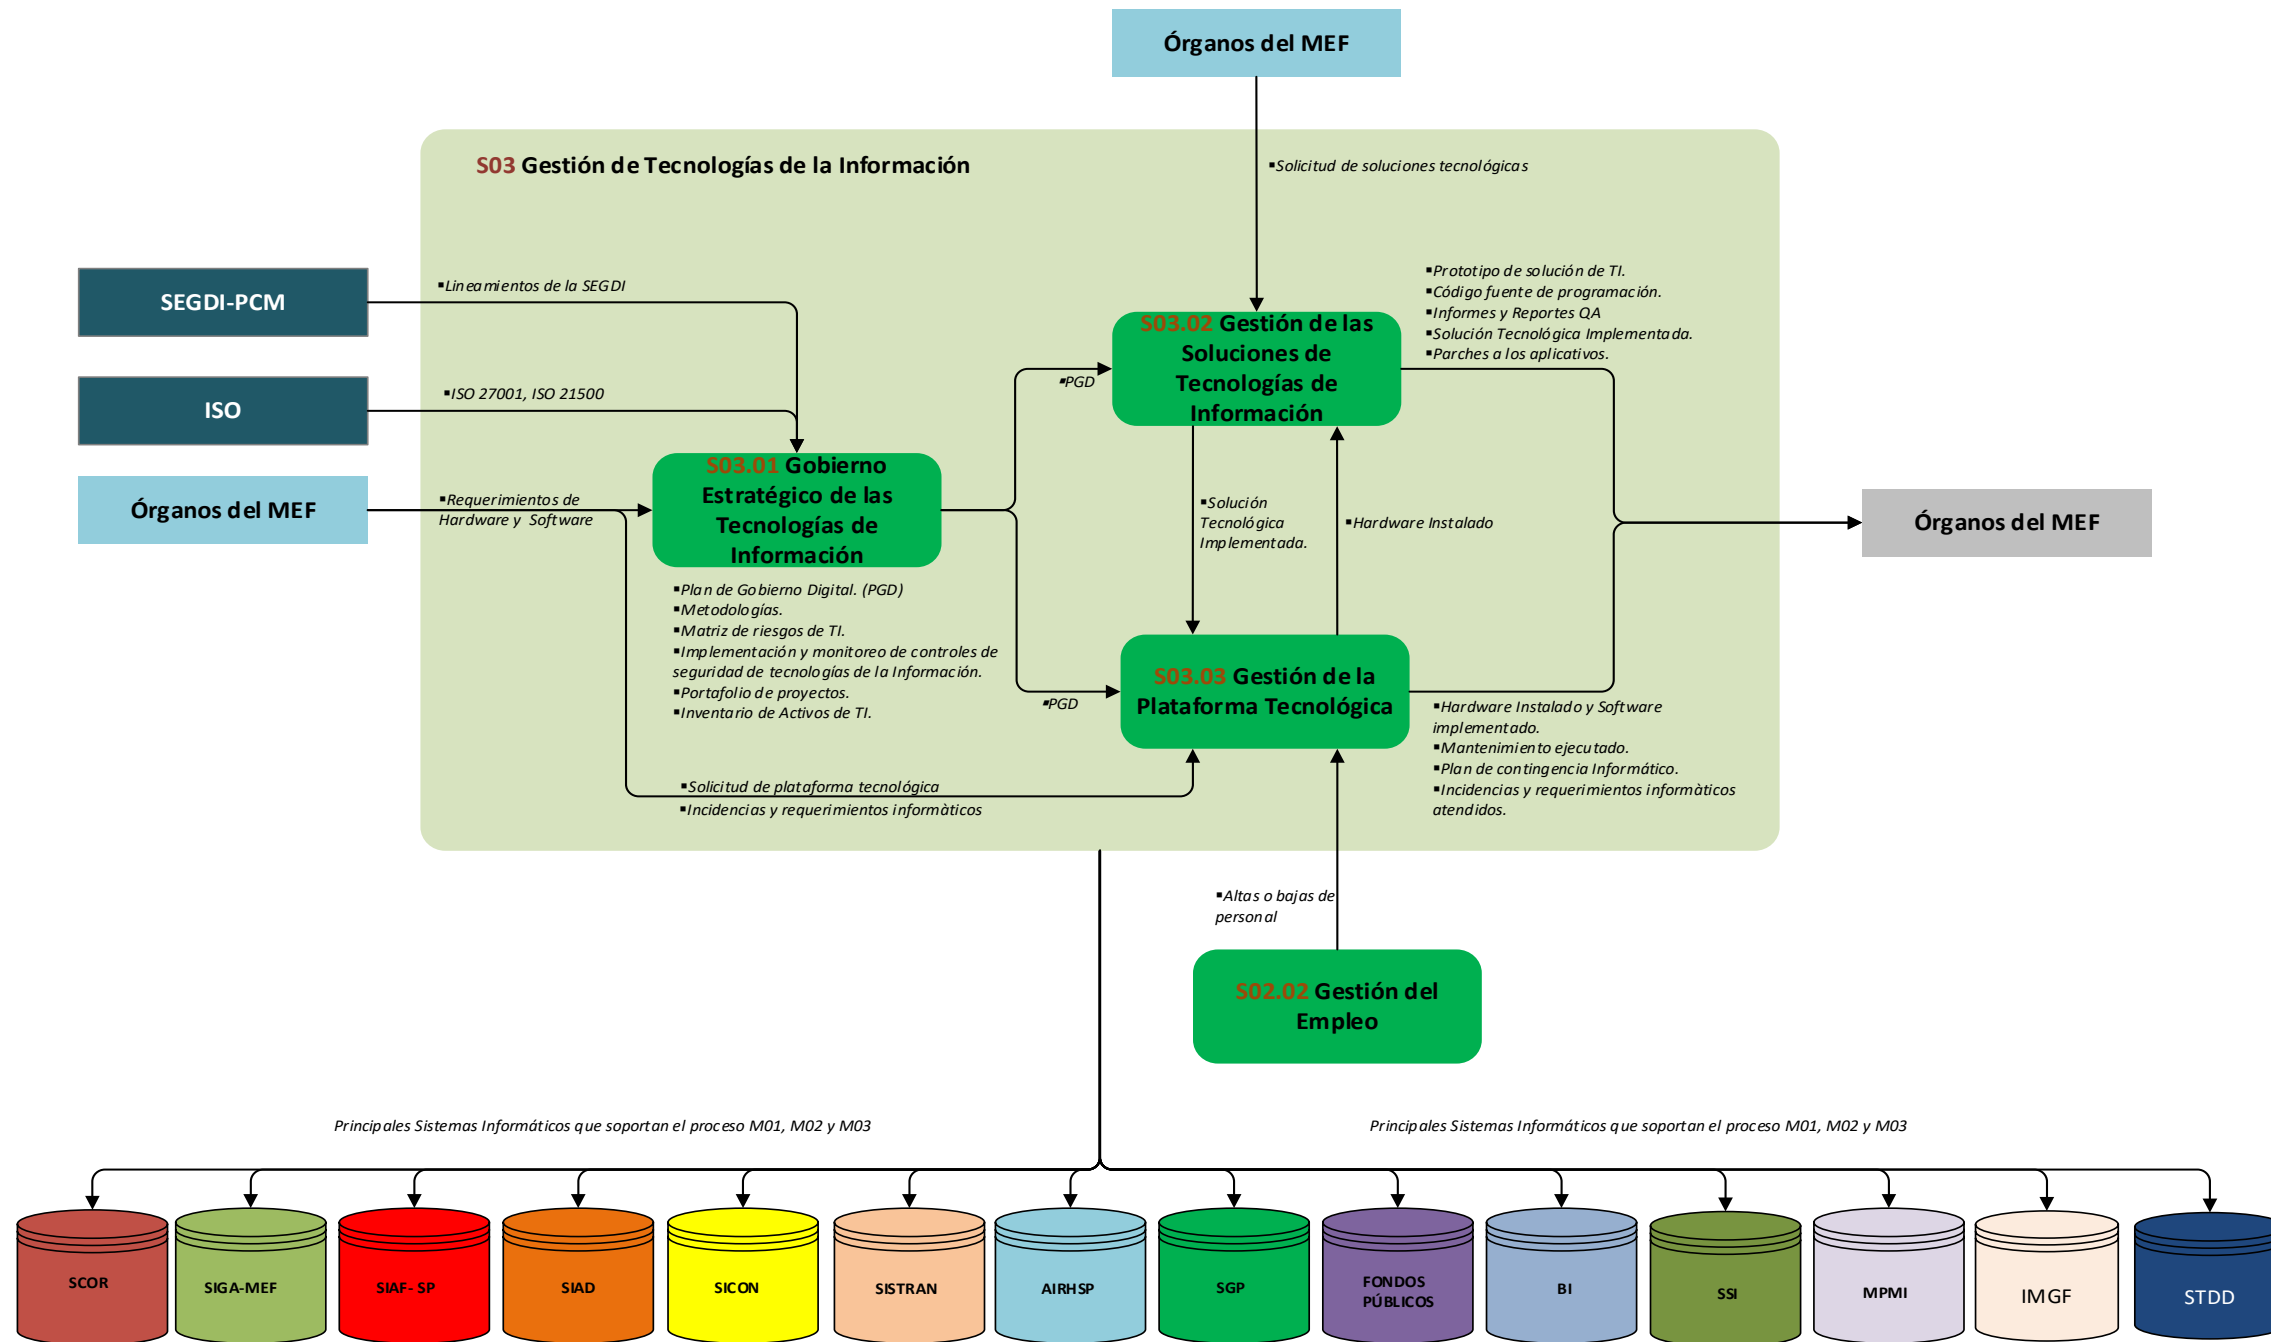 Órganos del MEF
S03 Gestión de Tecnologías de la Información
▪Solicitud de soluciones tecnológicas
SEGDI-PCM
▪Lineamientos de la SEGDI
ISO
▪ISO 27001, ISO 21500
Órganos del MEF
▪Requerimientos de
Hardware y Software
S03.01 Gobierno
Estratégico de las
Tecnologías de
Información
▪Plan de Gobierno Digital. (PGD)
▪Metodologías.
▪Matriz de riesgos de TI.
▪Implementación y monitoreo de controles de
seguridad de tecnologías de la Información.
▪Portafolio de proyectos.
▪Inventario de Activos de TI.
▪Solicitud de plataforma tecnológica
▪Incidencias y requerimientos informàticos
▪PGD
▪PGD
S03.02 Gestión de las
Soluciones de
Tecnologías de
Información
▪Solución
Tecnológica
Implementada.
▪Hardware Instalado
S03.03 Gestión de la
Plataforma Tecnológica
▪Prototipo de solución de TI.
▪Código fuente de programación.
▪Informes y Reportes QA
▪Solución Tecnológica Implementada.
▪Parches a los aplicativos.
▪Hardware Instalado y Software
implementado.
▪Mantenimiento ejecutado.
▪Plan de contingencia Informático.
▪Incidencias y requerimientos informàticos
atendidos.
Órganos del MEF
▪Altas o bajas de
personal
S02.02 Gestión del
Empleo
Principales Sistemas Informáticos que soportan el proceso M01, M02 y M03
Principales Sistemas Informáticos que soportan el proceso M01, M02 y M03
SCOR
SIGA-MEF
SIAF- SP
SIAD
SICON
SISTRAN
AIRHSP
SGP
FONDOS
PÚBLICOS
BI
SSI
MPMI
IMGF
STDD